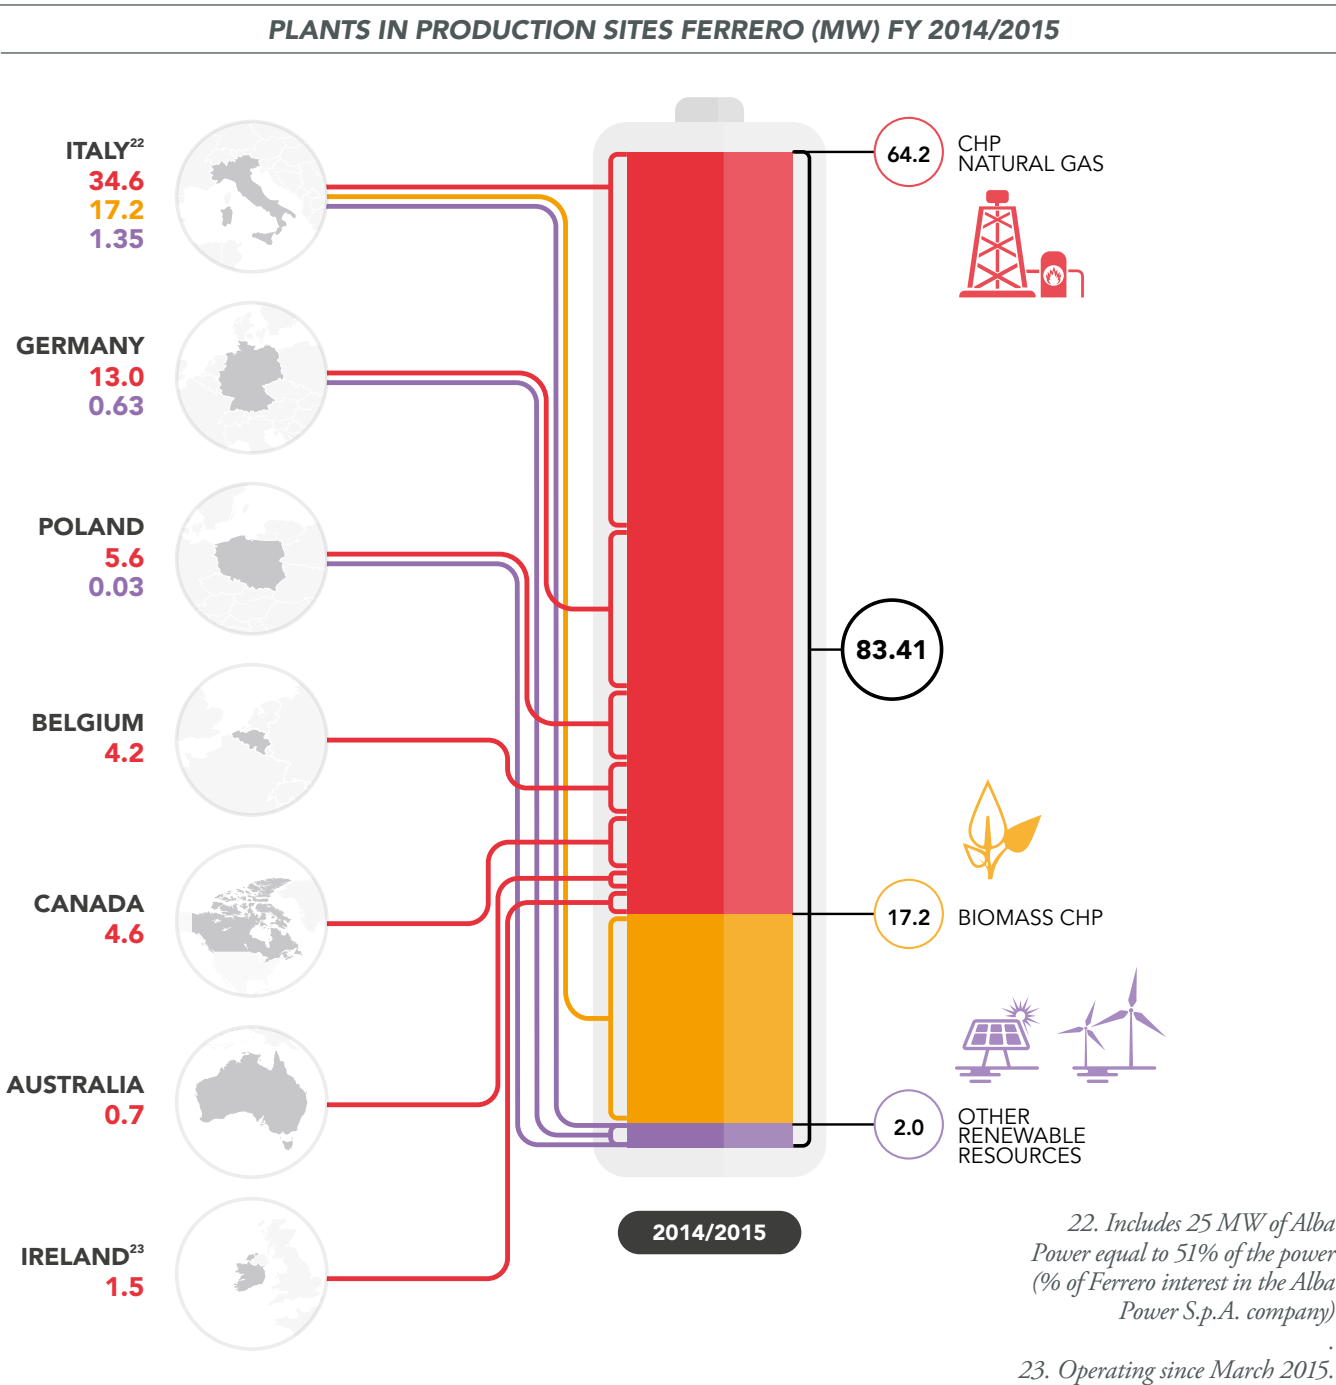 PLANTS IN PRODUCTION SITES FERRERO (MW) FY 2014/2015
ITALY22
34.6
17.2
1.35
GERMANY
13.0
0.63
POLAND
5.6
0.03
BELGIUM
4.2
CANADA
4.6
AUSTRALIA
0.7
IRELAND23
1.5
64.2
CHP
NATURAL GAS
83.41
17.2
BIOMASS CHP
2.0
OTHER
RENEWABLE
RESOURCES
2014/2015
22. Includes 25 MW of Alba
Power equal to 51% of the power
(% of Ferrero interest in the Alba
Power S.p.A. company)
.
23. Operating since March 2015.